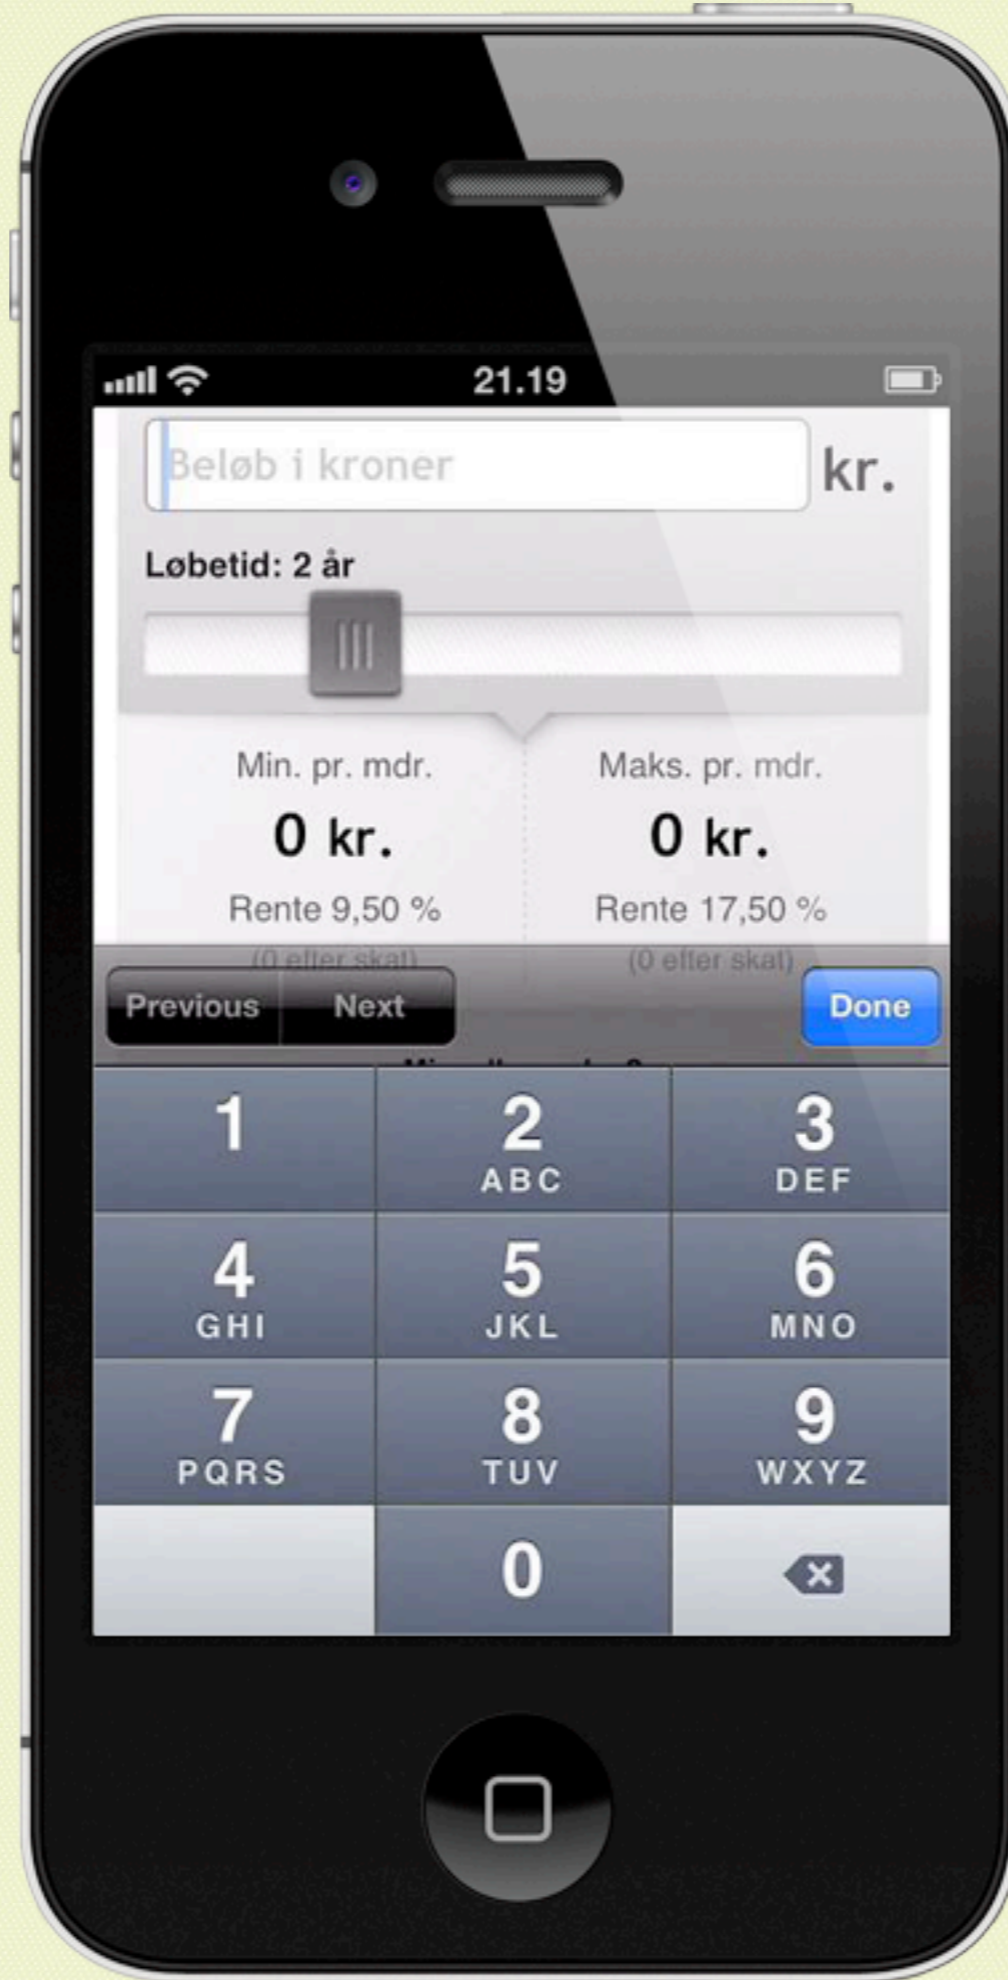 21.19
Beløb i kroner kr.
Løbetid: 2 år
Min. pr. mdr. Maks. pr. mdr.
0 kr. 0 kr.
Rente 9,50 % Rente 17,50 %
(0 efter skat) (0 efter skat)
Previous Next Done
1 2 3
ABC DEF
4 5 6
GHI JKL MNO
7 8 9
PQRS TUV WXYZ
0